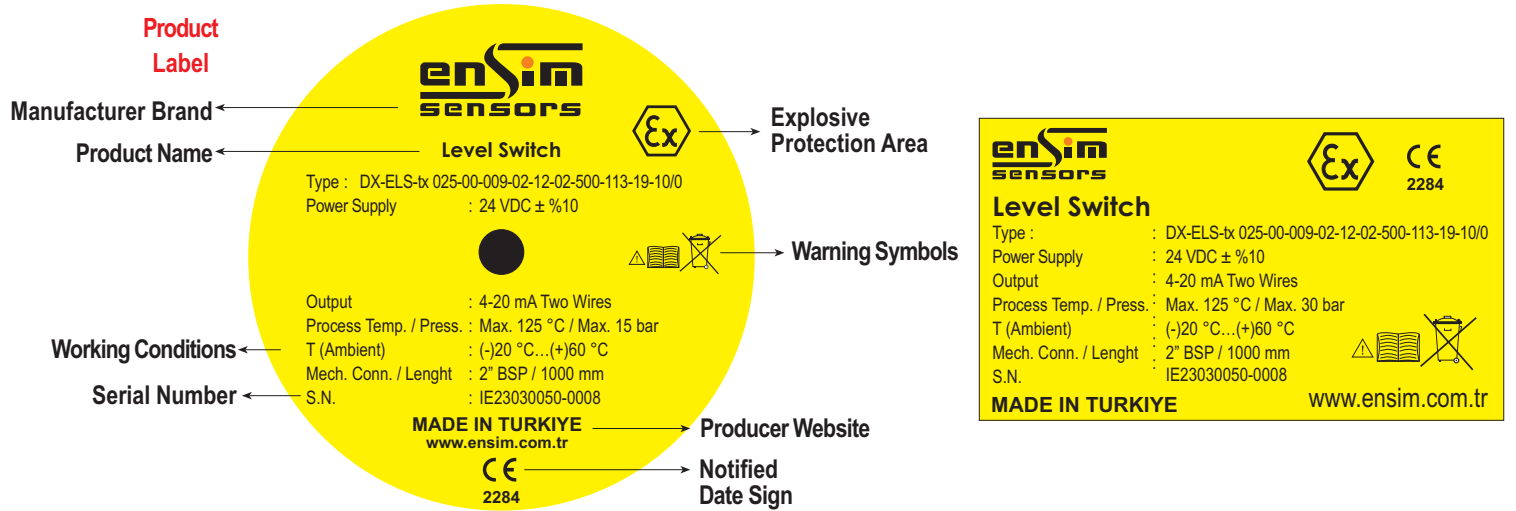 Product
Label
Manufacturer Brand
Product Name
Working Conditions
Serial Number
ensim
sensors
Ex
Level Switch
Type : DX-ELS-tx 025-00-009-02-12-02-500-113-19-10/0
Power Supply : 24 VDC ± %10
Output : 4-20 mA Two Wires
Process Temp. / Press. : Max. 125 °C / Max. 15 bar
T (Ambient) : (-)20 °C…(+)60 °C
Mech. Conn. / Lenght : 2” BSP / 1000 mm
S.N. : IE23030050-0008
MADE IN TURKIYE
www.ensim.com.tr
CE
2284
Explosive
Protection Area
Warning Symbols
Producer Website
Notified
Date Sign
ensim
sensors
Ex
CE
2284
Level Switch
Type : : DX-ELS-tx 025-00-009-02-12-02-500-113-19-10/0
Power Supply : 24 VDC ± %10
Output : 4-20 mA Two Wires
Process Temp. / Press. : Max. 125 °C / Max. 30 bar
T (Ambient) : (-)20 °C…(+)60 °C
Mech. Conn. / Lenght : 2” BSP / 1000 mm
S.N. : IE23030050-0008
MADE IN TURKIYE
www.ensim.com.tr